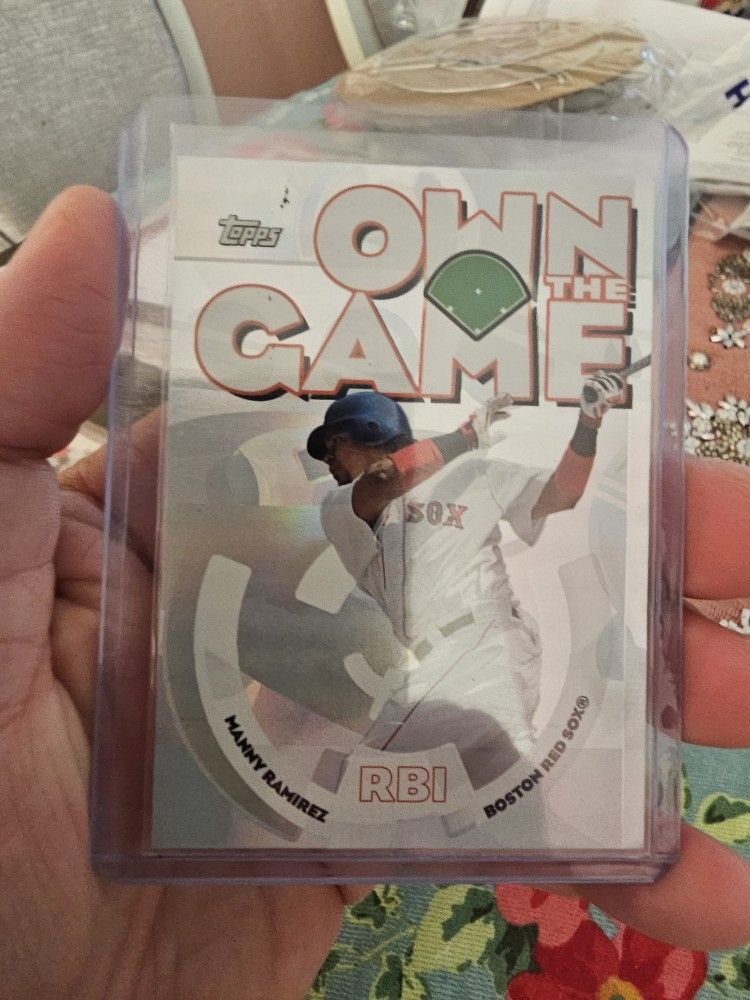 Topps
OWN
THE
GAME
SOX
MANNY RAMIREZ
RBI
BOSTON RED SOX®
H